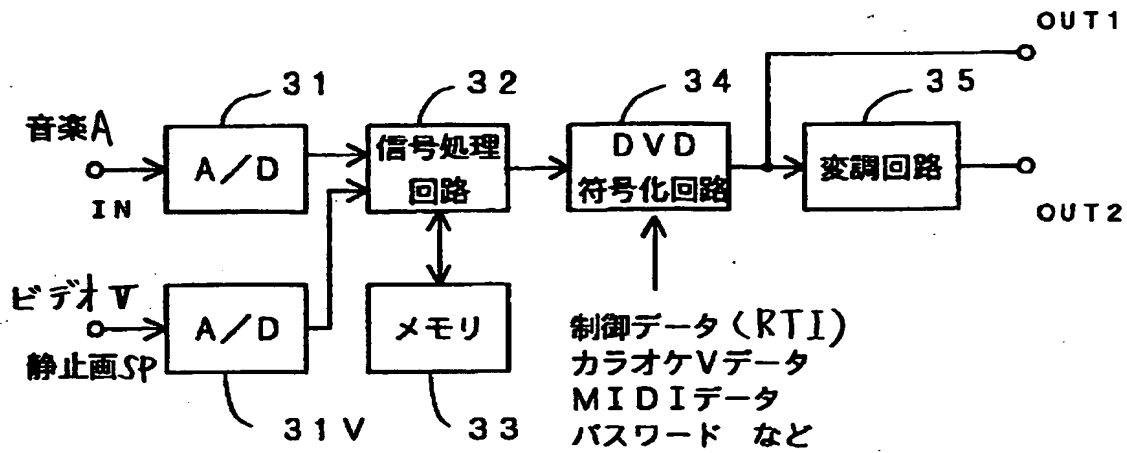 OUT1
31
32
34
35
音楽A
A/D
信号処理
回路
DVD
符号化回路
変調回路
IN
OUT2
ビデオV
A/D
メモリ
静止画SP
31V
33
制御データ(RTI)
カラオケVデータ
MIDIデータ
パスワード など